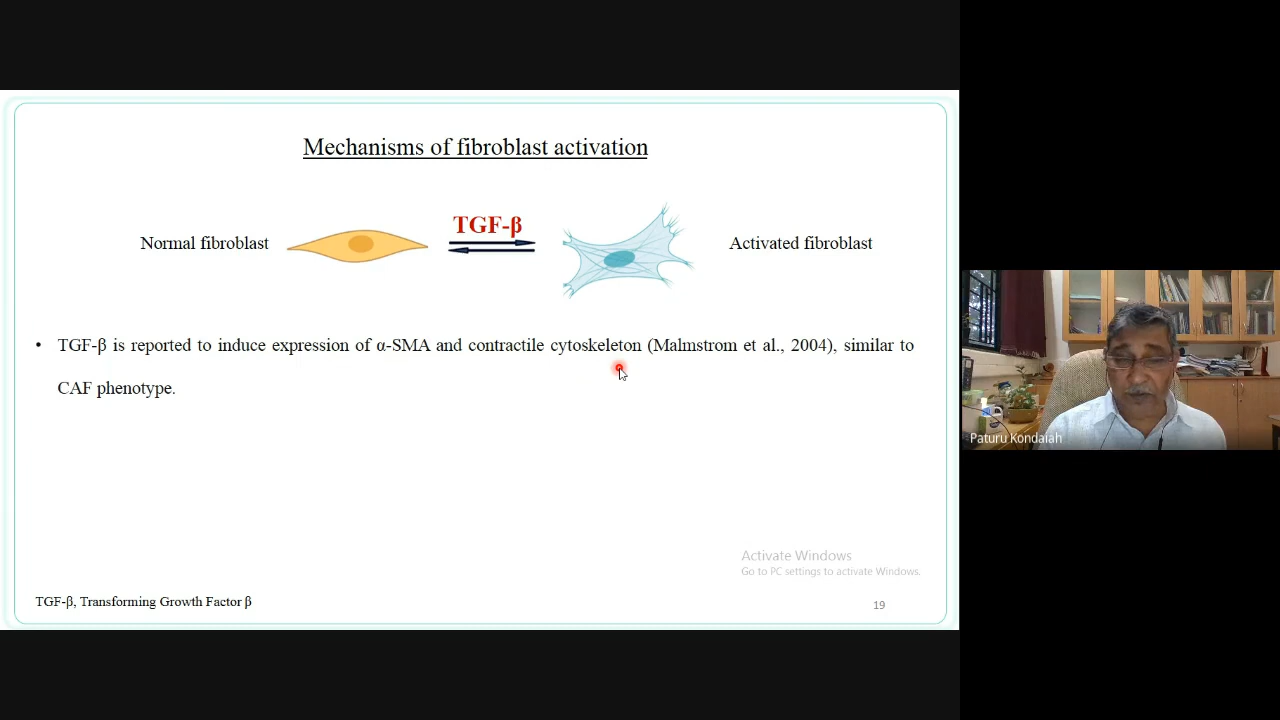 Mechanisms of fibroblast activation
TGF-β
Normal fibroblast
Activated fibroblast
• TGF-β is reported to induce expression of α-SMA and contractile cytoskeleton (Malmstrom et al., 2004), similar to
CAF phenotype.
Paturu Kondaiah
Activate Windows
Go to PC settings to activate Windows.
TGF-β, Transforming Growth Factor β
19